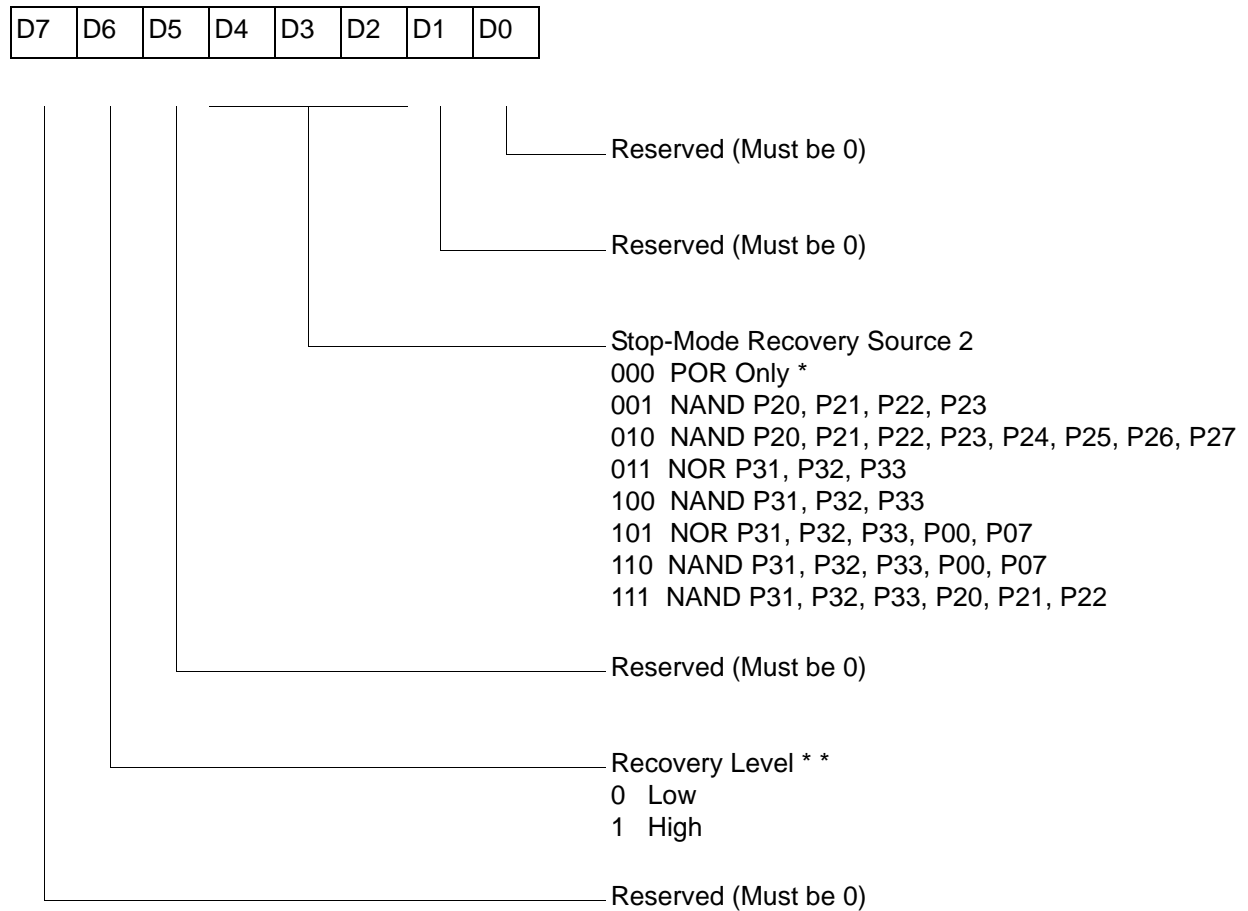 D7 D6 D5 D4 D3 D2 D1 D0
Reserved (Must be 0)
Reserved (Must be 0)
Stop-Mode Recovery Source 2
000 POR Only *
001 NAND P20, P21, P22, P23
010 NAND P20, P21, P22, P23, P24, P25, P26, P27
011 NOR P31, P32, P33
100 NAND P31, P32, P33
101 NOR P31, P32, P33, P00, P07
110 NAND P31, P32, P33, P00, P07
111 NAND P31, P32, P33, P20, P21, P22
Reserved (Must be 0)
Recovery Level * *
0 Low
1 High
Reserved (Must be 0)